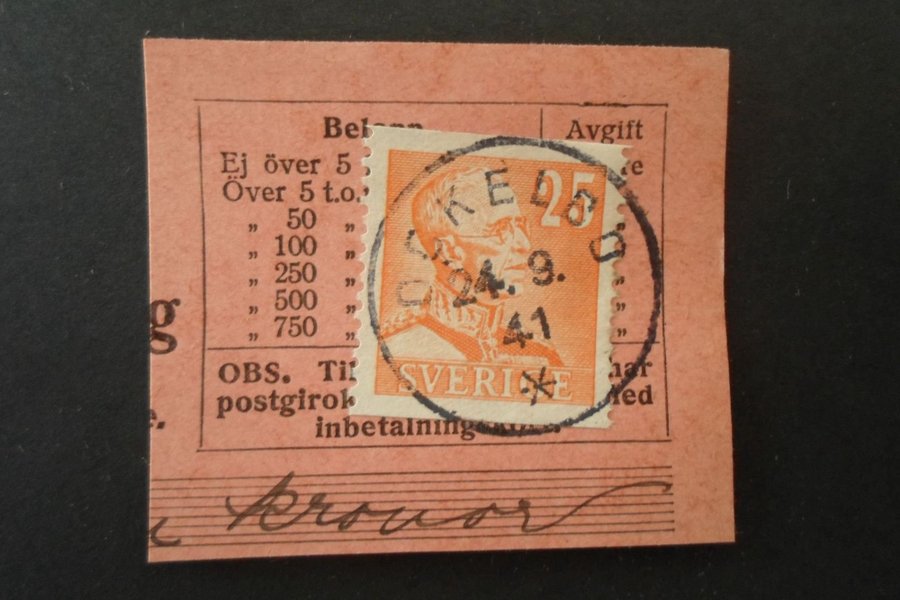 Avgift
Ej över 5
Över 5 t.o.
„ 50 „ „
„ 100 „ „
„ 250 „ „
„ 500 „ „
„ 750 „ „
OBS.
postgirok
inbetalning
g
e.
kronor
25
SVERIGE
OCKELBO
24. 9.
41
*